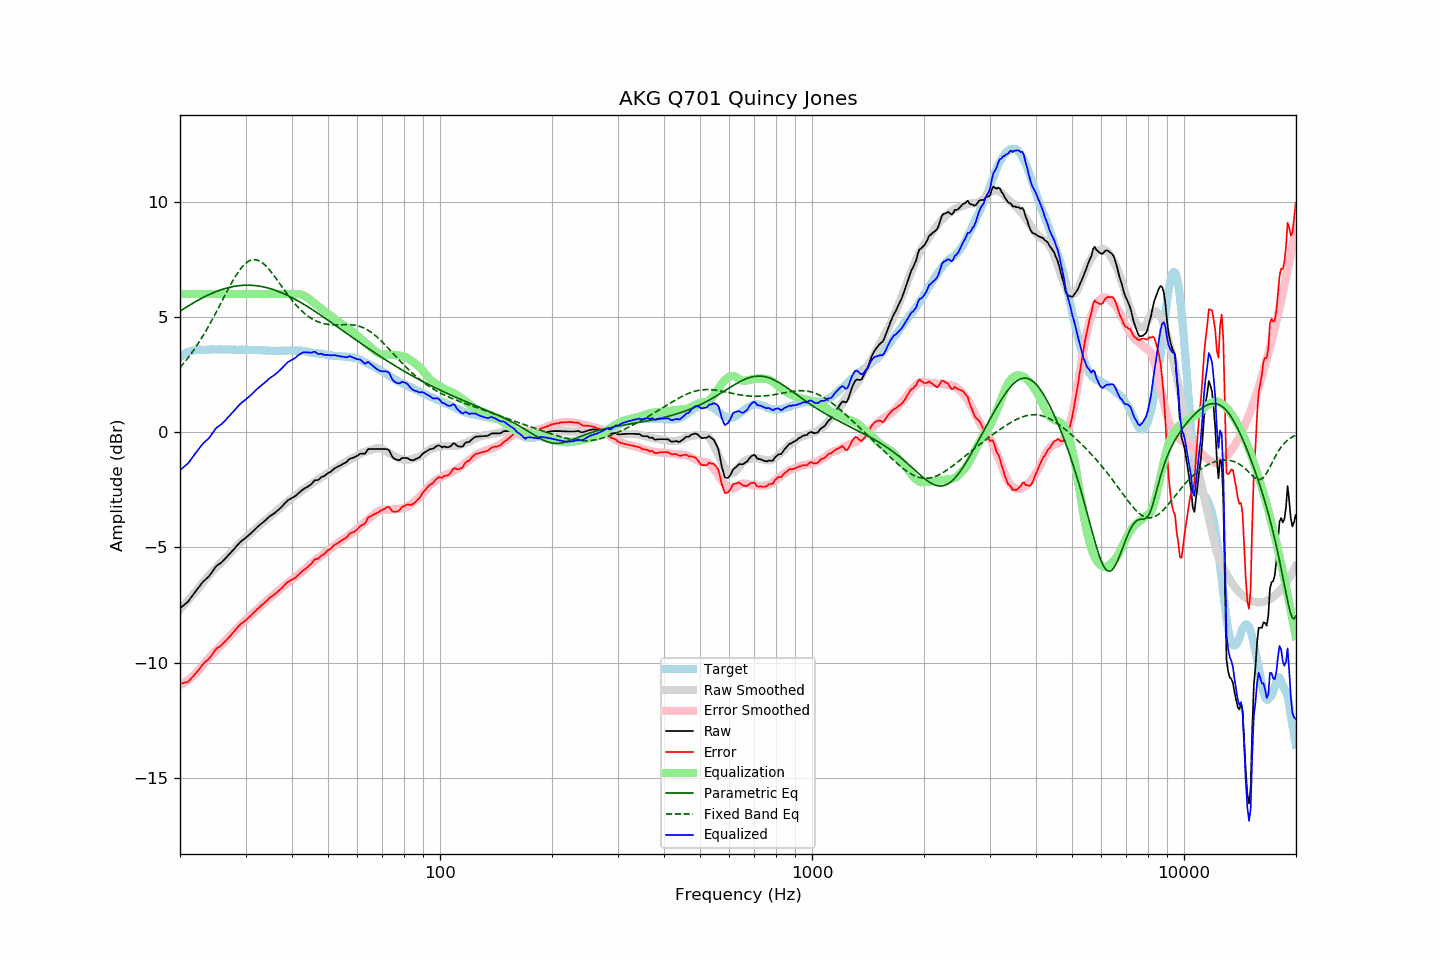 AKG Q701 Quincy Jones
Amplitude (dBr)
10
5
0
−5
−10
−15
Target
Raw Smoothed
Error Smoothed
Raw
Error
Equalization
Parametric Eq
Fixed Band Eq
Equalized
100
1000
10000
Frequency (Hz)